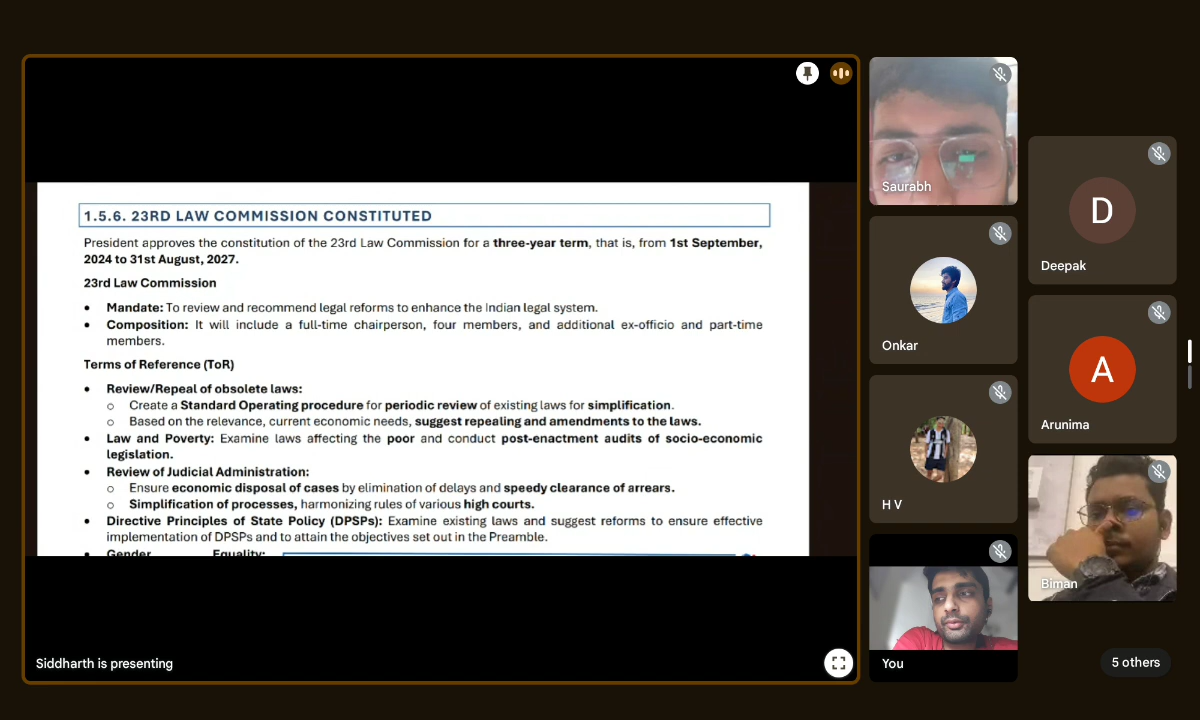 1.5.6. 23RD LAW COMMISSION CONSTITUTED
President approves the constitution of the 23rd Law Commission for a three-year term, that is, from 1st September,
2024 to 31st August, 2027.
23rd Law Commission
• Mandate: To review and recommend legal reforms to enhance the Indian legal system.
• Composition: It will include a full-time chairperson, four members, and additional ex-officio and part-time
members.
Terms of Reference (ToR)
• Review/Repeal of obsolete laws:
o Create a Standard Operating procedure for periodic review of existing laws for simplification.
o Based on the relevance, current economic needs, suggest repealing and amendments to the laws.
• Law and Poverty: Examine laws affecting the poor and conduct post-enactment audits of socio-economic
legislation.
• Review of Judicial Administration:
o Ensure economic disposal of cases by elimination of delays and speedy clearance of arrears.
o Simplification of processes, harmonizing rules of various high courts.
• Directive Principles of State Policy (DPSPs): Examine existing laws and suggest reforms to ensure effective
implementation of DPSPs and to attain the objectives set out in the Preamble.
• Gender Equality:
Siddharth is presenting
Saurabh
Onkar
H V
You
D
Deepak
A
Arunima
Biman
5 others